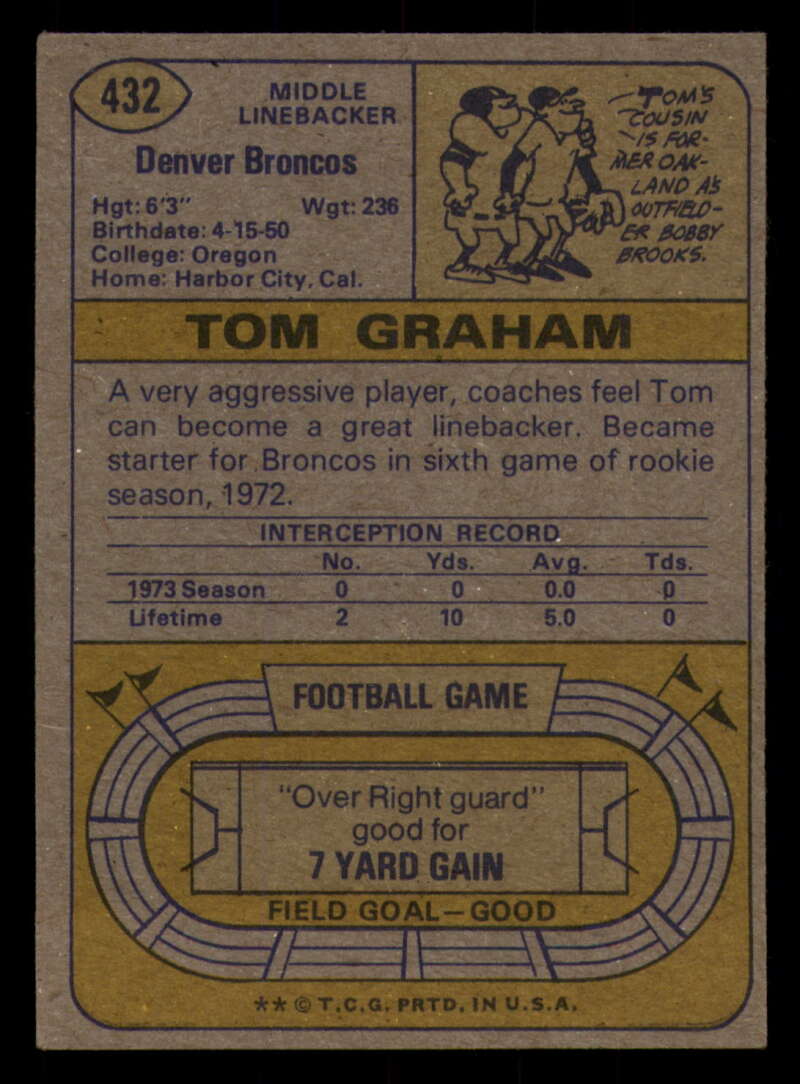 432
MIDDLE
LINEBACKER
Denver Broncos
Hgt: 6'3" Wgt: 236
Birthdate: 4-15-50
College: Oregon
Home: Harbor City, Cal.
TOM'S
COUSIN
IS FOR-
MER OAK-
LAND A'S
OUTFIELD-
ER BOBBY
BROOKS.
TOM GRAHAM
A very aggressive player, coaches feel Tom
can become a great linebacker. Became
starter for Broncos in sixth game of rookie
season, 1972.
INTERCEPTION RECORD
No. Yds. Avg. Tds.
1973 Season 0 0 0.0 0
Lifetime 2 10 5.0 0
FOOTBALL GAME
"Over Right guard"
good for
7 YARD GAIN
FIELD GOAL—GOOD
** © T.C.G. PRTD. IN U.S.A.